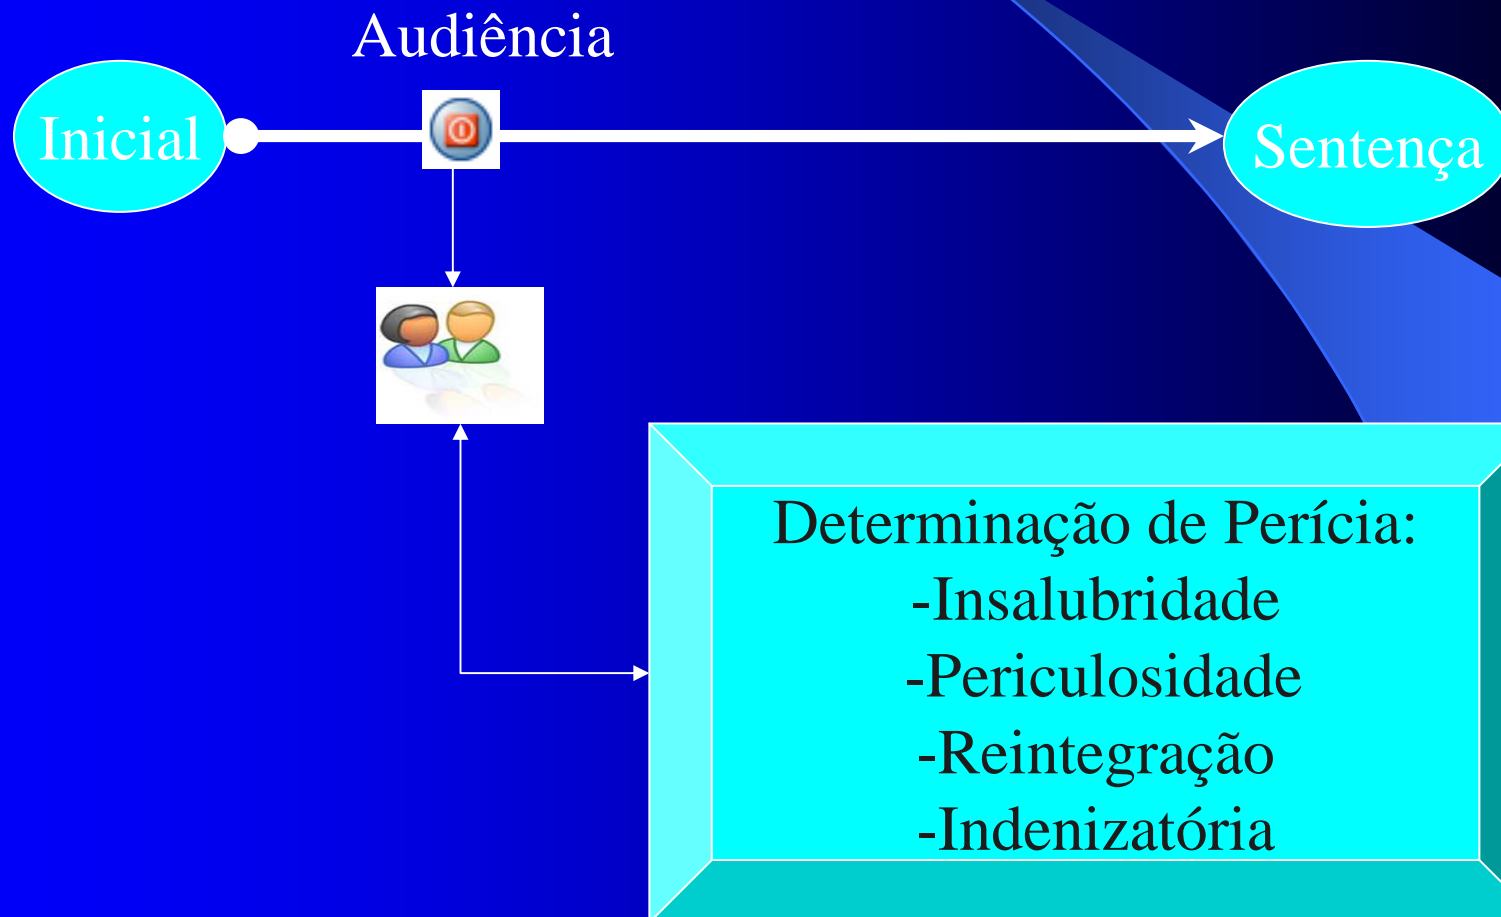 Audiência
Inicial
Sentença
Determinação de Perícia:
-Insalubridade
-Periculosidade
-Reintegração
-Indenizatória